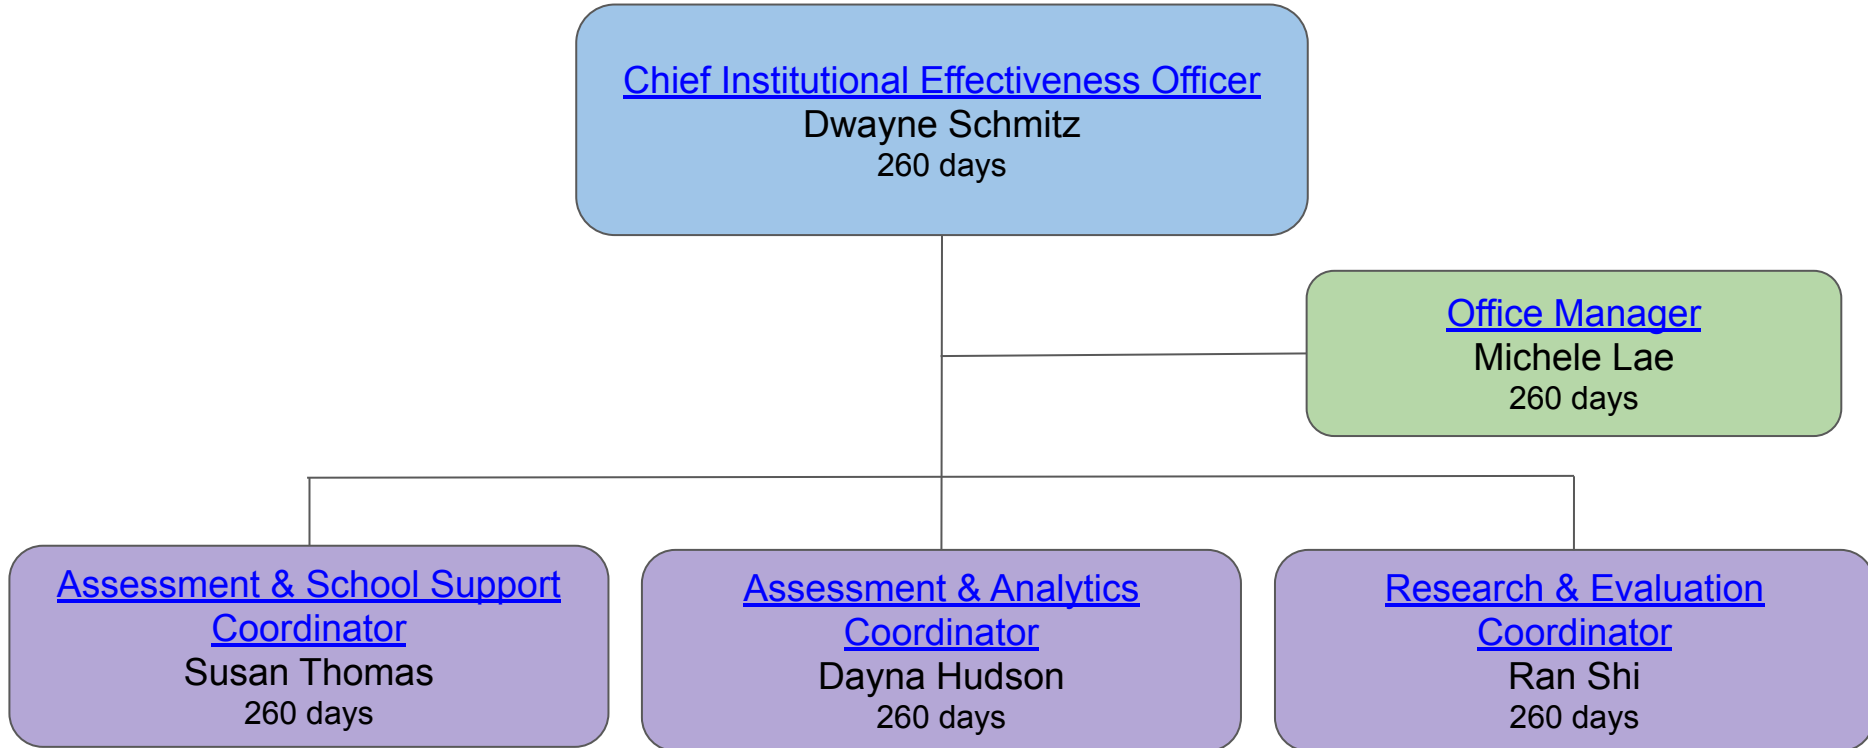 Chief Institutional Effectiveness Officer
Dwayne Schmitz
260 days
Office Manager
Michele Lae
260 days
Assessment & School Support
Coordinator
Susan Thomas
260 days
Assessment & Analytics
Coordinator
Dayna Hudson
260 days
Research & Evaluation
Coordinator
Ran Shi
260 days